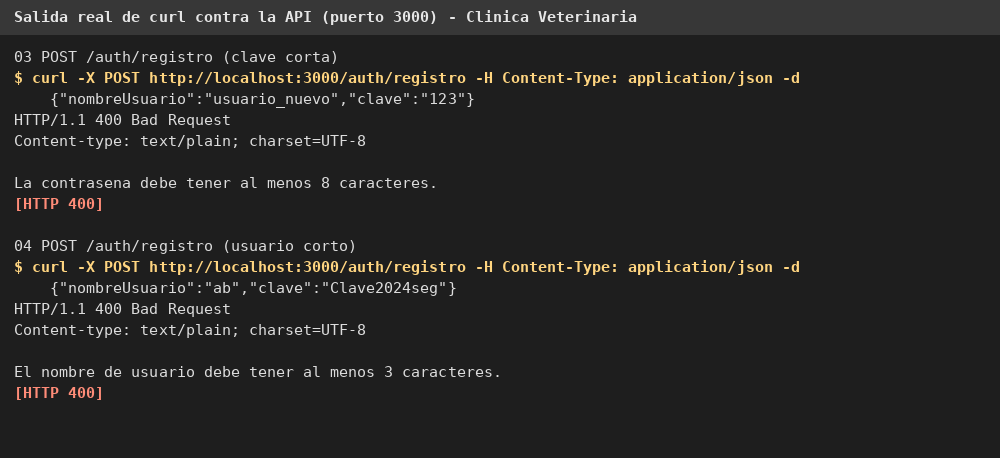 Salida real de curl contra la API (puerto 3000) - Clinica Veterinaria
03 POST /auth/registro (clave corta)
$ curl -X POST http://localhost:3000/auth/registro -H Content-Type: application/json -d
{"nombreUsuario":"usuario_nuevo","clave":"123"}
HTTP/1.1 400 Bad Request
Content-type: text/plain; charset=UTF-8
La contrasena debe tener al menos 8 caracteres.
[HTTP 400]
04 POST /auth/registro (usuario corto)
$ curl -X POST http://localhost:3000/auth/registro -H Content-Type: application/json -d
{"nombreUsuario":"ab","clave":"Clave2024seg"}
HTTP/1.1 400 Bad Request
Content-type: text/plain; charset=UTF-8
El nombre de usuario debe tener al menos 3 caracteres.
[HTTP 400]